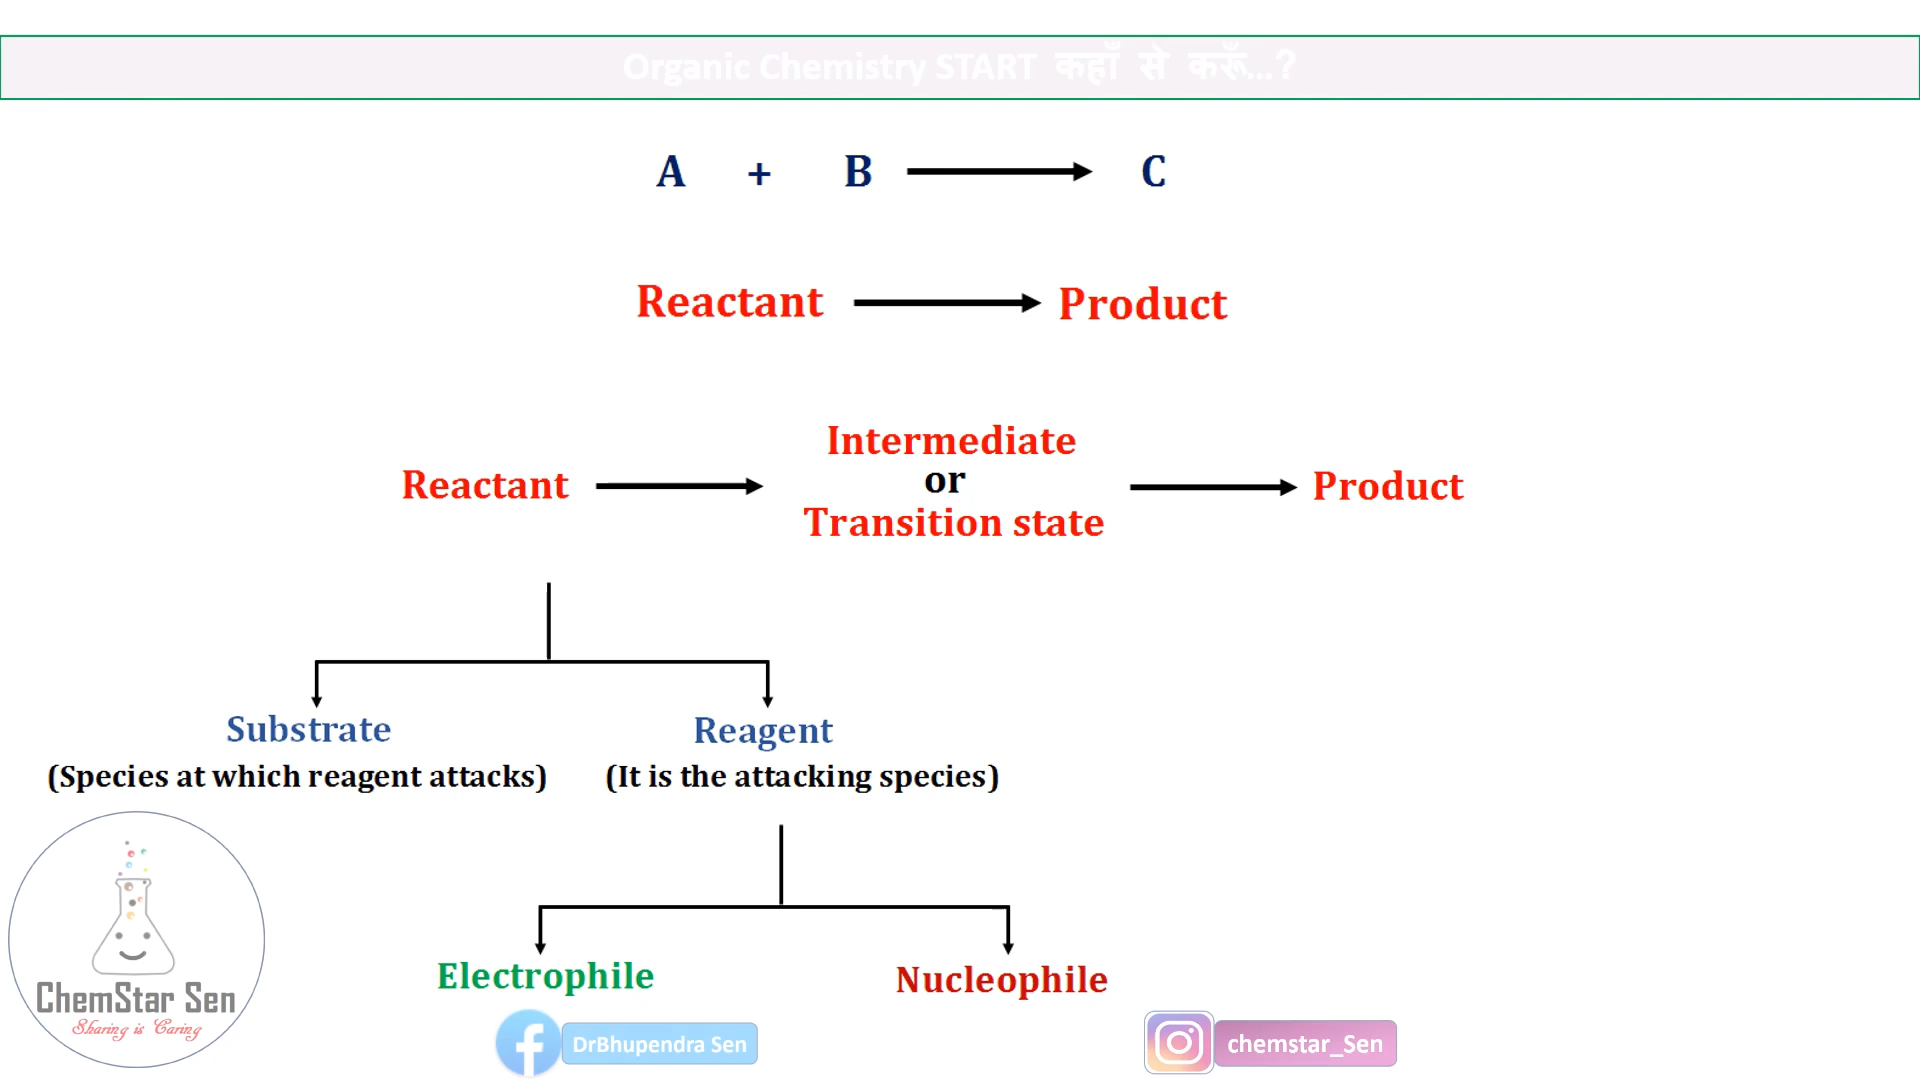 Organic Chemistry START कहाँ से करूँ...?
A + B C
Reactant Product
Intermediate
or
Reactant Product
Transition state
Substrate Reagent
(Species at which reagent attacks) (It is the attacking species)
Electrophile Nucleophile
ChemStar Sen
Sharing is Caring
DrBhupendra Sen chemstar_Sen